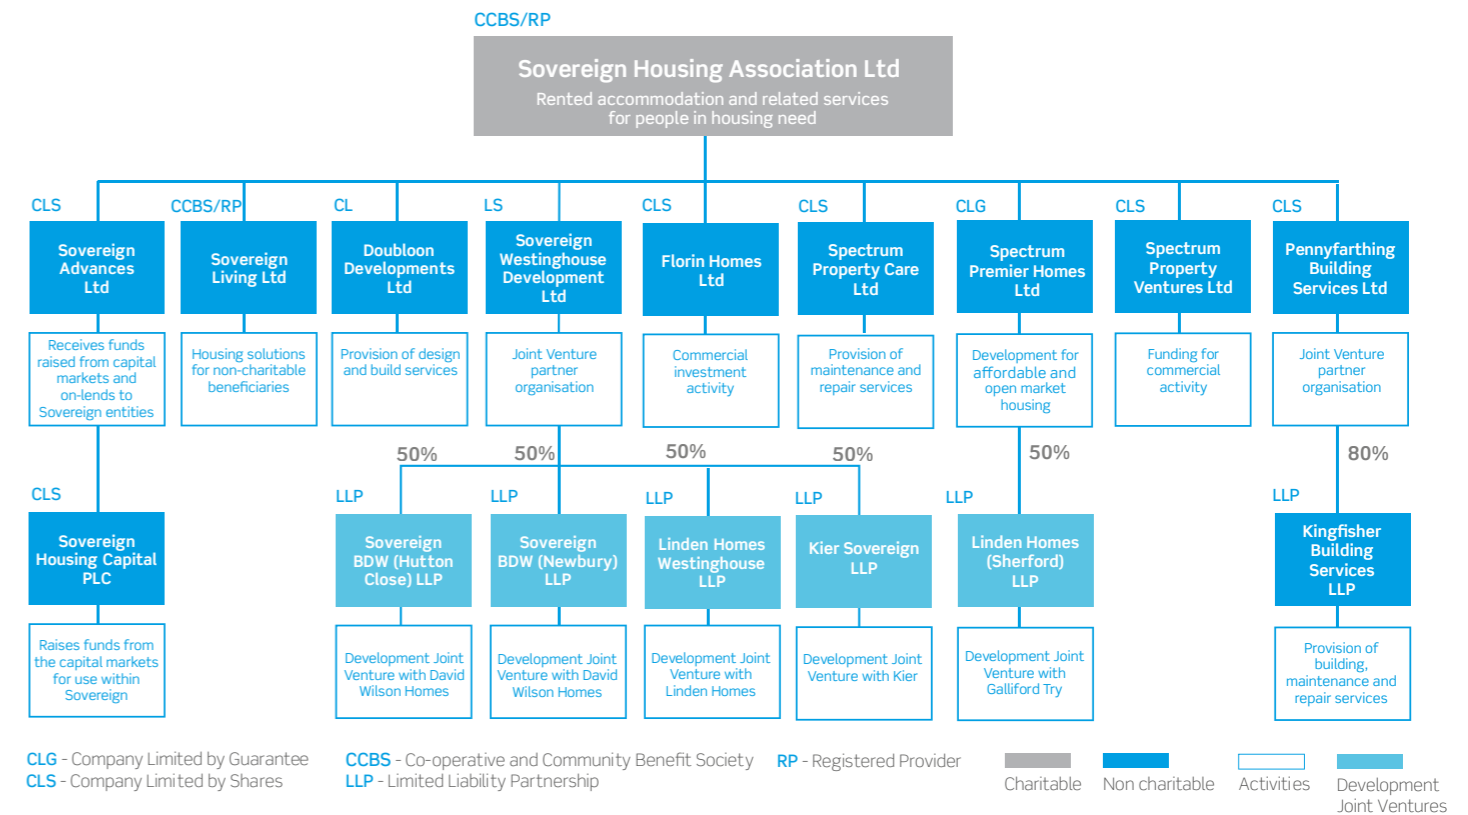 CCBS/RP
Sovereign Housing Association Ltd
Rented accommodation and related services
for people in housing need
CLS
Sovereign
Advances
Ltd
Receives funds
raised from capital
markets and
on-lends to
Sovereign entities
CCBS/RP
Sovereign
Living Ltd
Housing solutions
for non-charitable
beneficiaries
CL
Doubloon
Developments
Ltd
Provision of design
and build services
LS
Sovereign
Westinghouse
Development
Ltd
Joint Venture
partner
organisation
CLS
Florin Homes
Ltd
Commercial
investment
activity
CLS
Spectrum
Property Care
Ltd
Provision of
maintenance and
repair services
CLG
Spectrum
Premier Homes
Ltd
Development for
affordable and
open market
housing
CLS
Spectrum
Property
Ventures Ltd
Funding for
commercial
activity
CLS
Pennyfarthing
Building
Services Ltd
Joint Venture
partner
organisation
CLS
Sovereign
Housing Capital
PLC
Raises funds from
the capital markets
for use within
Sovereign
50%
LLP
Sovereign
BDW (Hutton
Close) LLP
Development Joint
Venture with David
Wilson Homes
50%
LLP
Sovereign
BDW (Newbury)
LLP
Development Joint
Venture with David
Wilson Homes
50%
LLP
Linden Homes
Westinghouse
LLP
Development Joint
Venture with
Linden Homes
50%
LLP
Kier Sovereign
LLP
Development Joint
Venture with Kier
50%
LLP
Linden Homes
(Sherford)
LLP
Development Joint
Venture with
Galliford Try
80%
LLP
Kingfisher
Building
Services
LLP
Provision of
building,
maintenance and
repair services
CLG - Company Limited by Guarantee
CLS - Company Limited by Shares
CCBS - Co-operative and Community Benefit Society
LLP - Limited Liability Partnership
RP - Registered Provider
Charitable
Non charitable
Activities
Development
Joint Ventures